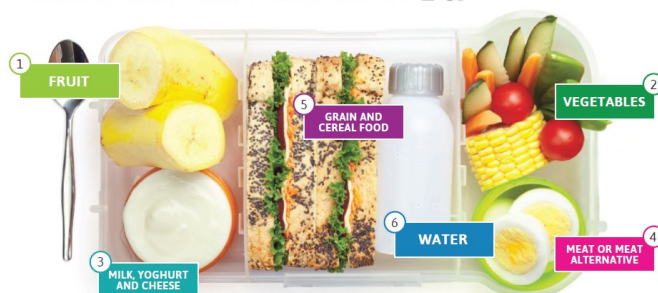 1
FRUIT
2
VEGETABLES
3
MILK, YOGHURT
AND CHEESE
4
MEAT OR MEAT
ALTERNATIVE
5
GRAIN AND
CEREAL FOOD
6
WATER